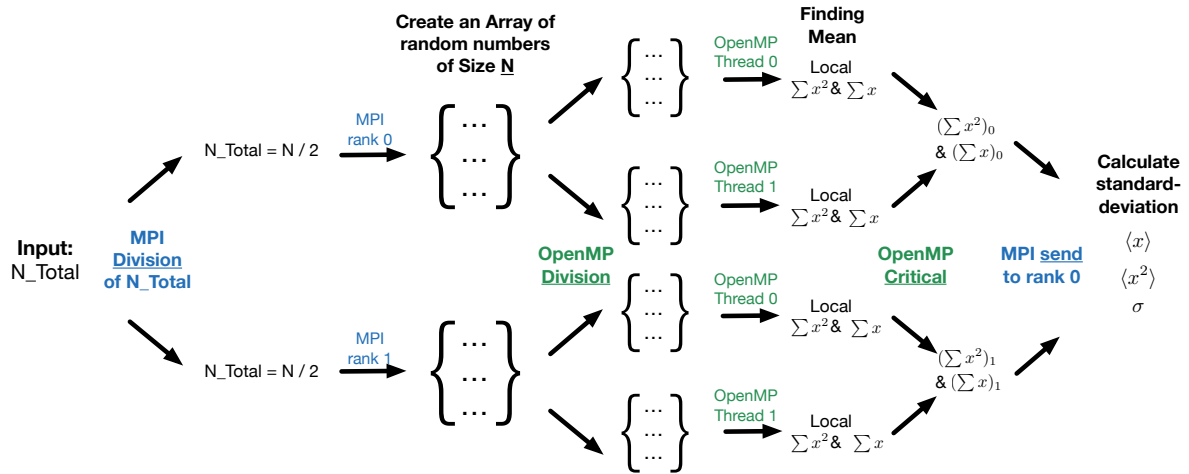 Input:
N_Total
MPI
Division
of N_Total
N_Total = N / 2
MPI
rank 0
Create an Array of
random numbers
of Size N
...
...
...
...
...
...
OpenMP
Thread 0
Finding
Mean
Local
∑ x² & ∑ x
...
...
...
OpenMP
Thread 1
Local
∑ x² & ∑ x
(∑ x²)₀
& (∑ x)₀
OpenMP
Division
OpenMP
Critical
MPI send
to rank 0
Calculate
standard-
deviation
⟨x⟩
⟨x²⟩
σ
N_Total = N / 2
MPI
rank 1
...
...
...
...
...
...
OpenMP
Thread 0
Local
∑ x² & ∑ x
...
...
...
OpenMP
Thread 1
Local
∑ x² & ∑ x
(∑ x²)₁
& (∑ x)₁